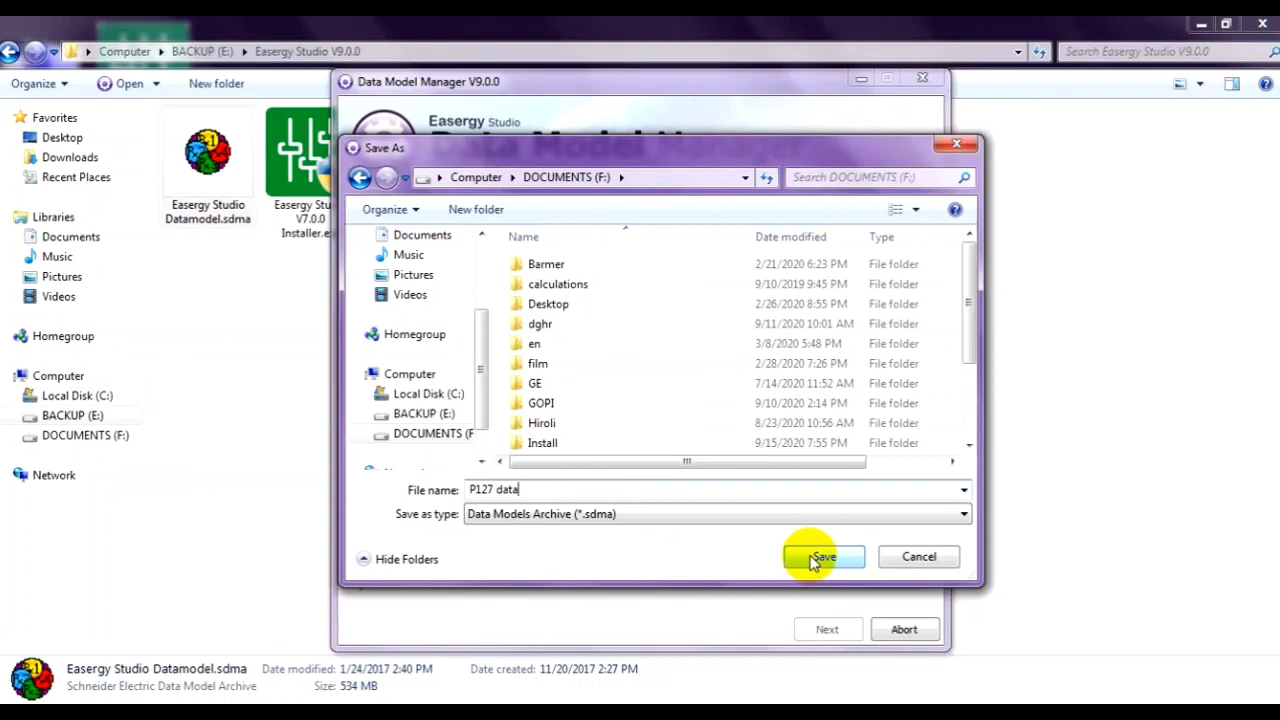 Computer BACKUP (E:) Easergy Studio V9.0.0
Search Easergy Studio V9.0.0
Organize Open New folder
Favorites
Desktop
Downloads
Recent Places
Libraries
Documents
Music
Pictures
Videos
Homegroup
Computer
Local Disk (C:)
BACKUP (E:)
DOCUMENTS (F:)
Network
Easergy Studio
Datamodel.sdma
Easergy Stu
V7.0.0
Installer.ex
Data Model Manager V9.0.0
Easergy Studio
Save As
Computer DOCUMENTS (F:)
Search DOCUMENTS (F:)
Organize New folder
Documents
Music
Pictures
Videos
Homegroup
Computer
Local Disk (C:)
BACKUP (E:)
DOCUMENTS (F
Name Date modified Type
Barmer 2/21/2020 6:23 PM File folder
calculations 9/10/2019 9:45 PM File folder
Desktop 2/26/2020 8:55 PM File folder
dghr 9/11/2020 10:01 AM File folder
en 3/8/2020 5:48 PM File folder
film 2/28/2020 7:26 PM File folder
GE 7/14/2020 11:52 AM File folder
GOPI 9/10/2020 2:14 PM File folder
Hiroli 8/23/2020 10:56 AM File folder
Install 9/15/2020 7:55 PM File folder
File name: P127 data
Save as type: Data Models Archive (*.sdma)
Hide Folders
Save Cancel
Next Abort
Easergy Studio Datamodel.sdma Date modified: 1/24/2017 2:40 PM Date created: 11/20/2017 2:27 PM
Schneider Electric Data Model Archive Size: 534 MB